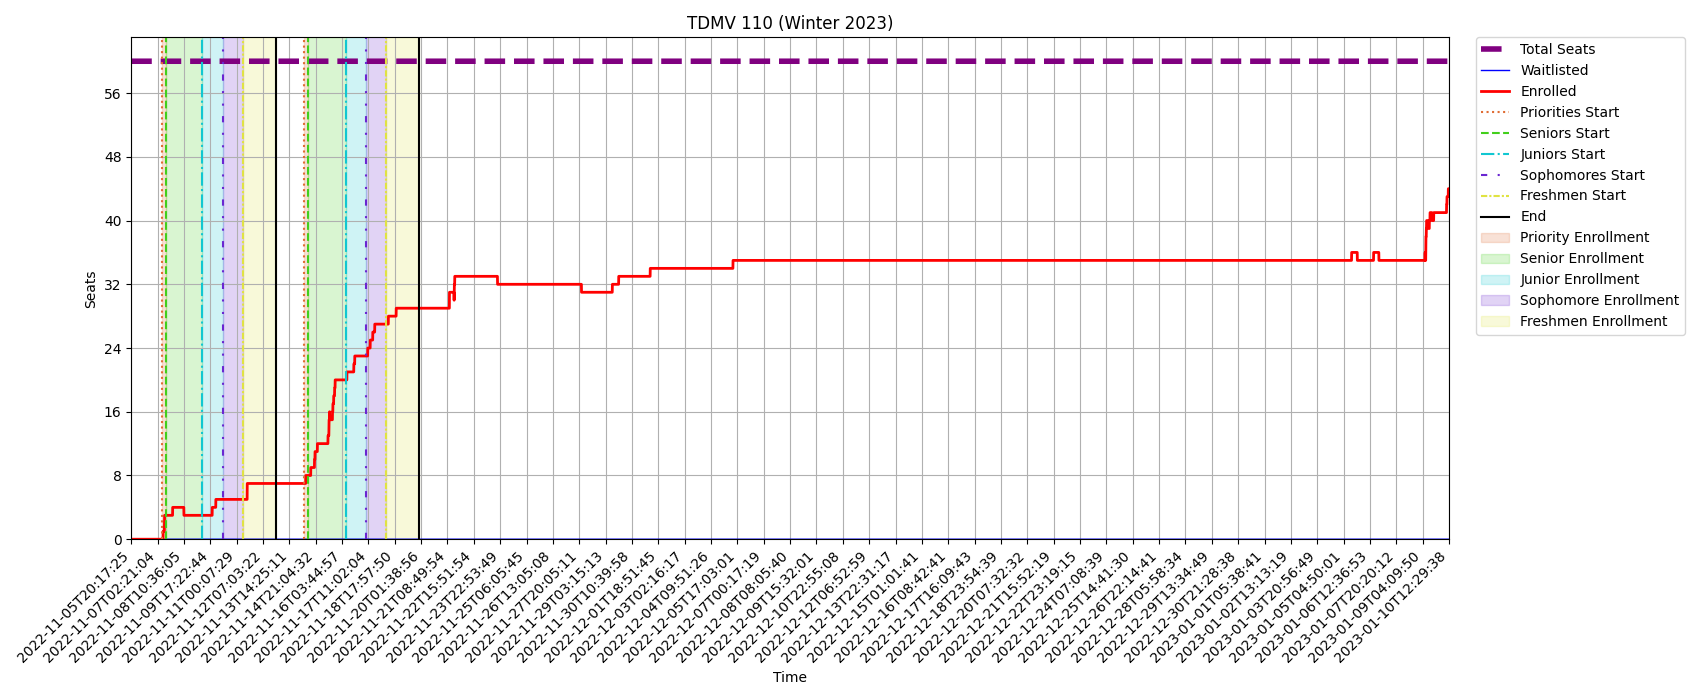 TDMV 110 (Winter 2023)
Total Seats
Waitlisted
Enrolled
Priorities Start
Seniors Start
Juniors Start
Sophomores Start
Freshmen Start
End
Priority Enrollment
Senior Enrollment
Junior Enrollment
Sophomore Enrollment
Freshmen Enrollment
Seats
56
48
40
32
24
16
8
0
2022-11-05T20:17:25
2022-11-07T02:21:04
2022-11-08T10:36:05
2022-11-09T17:22:44
2022-11-11T00:07:29
2022-11-12T07:03:22
2022-11-13T14:25:11
2022-11-14T21:04:32
2022-11-16T03:44:57
2022-11-17T11:02:04
2022-11-18T17:57:50
2022-11-20T01:38:56
2022-11-21T08:49:54
2022-11-22T15:51:54
2022-11-23T22:53:49
2022-11-25T06:05:45
2022-11-26T13:05:08
2022-11-27T20:05:11
2022-11-29T03:15:13
2022-11-30T10:39:58
2022-12-01T18:51:45
2022-12-03T02:16:17
2022-12-04T09:51:26
2022-12-05T17:03:01
2022-12-07T00:17:19
2022-12-08T08:05:40
2022-12-09T15:32:01
2022-12-10T22:55:08
2022-12-12T06:52:59
2022-12-13T22:31:17
2022-12-15T01:01:41
2022-12-16T08:42:41
2022-12-17T16:09:43
2022-12-18T23:54:39
2022-12-20T07:32:32
2022-12-21T15:52:19
2022-12-22T23:19:15
2022-12-24T07:08:39
2022-12-25T14:41:30
2022-12-26T22:14:41
2022-12-28T05:58:34
2022-12-29T13:34:49
2022-12-30T21:28:38
2023-01-01T05:38:41
2023-01-02T13:13:19
2023-01-03T20:56:49
2023-01-05T04:50:01
2023-01-06T12:36:53
2023-01-07T20:20:12
2023-01-09T04:09:50
2023-01-10T12:29:38
Time